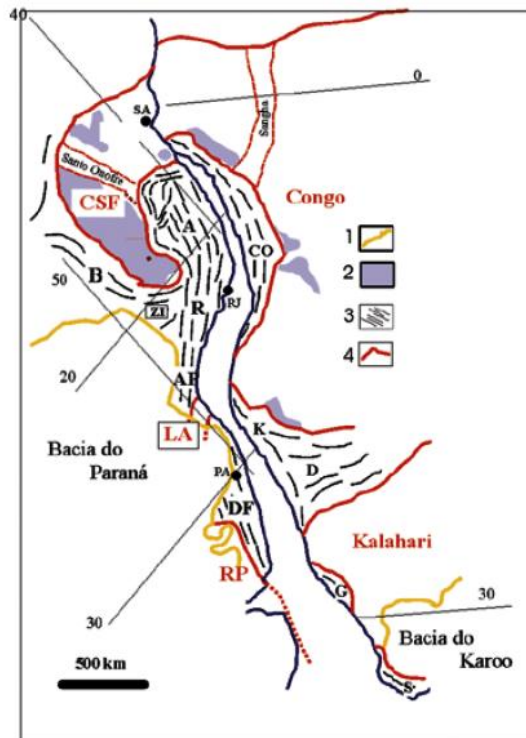 40
0
SA
Sangha
Santo Onofre
CSF
Congo
A
CO
1
B
2
50
ZI
R
RJ
3
4
20
AP
LA
K
Bacia do
Paraná
PA
D
DF
Kalahari
RP
G
30
30
Bacia do
Karoo
500 km
S